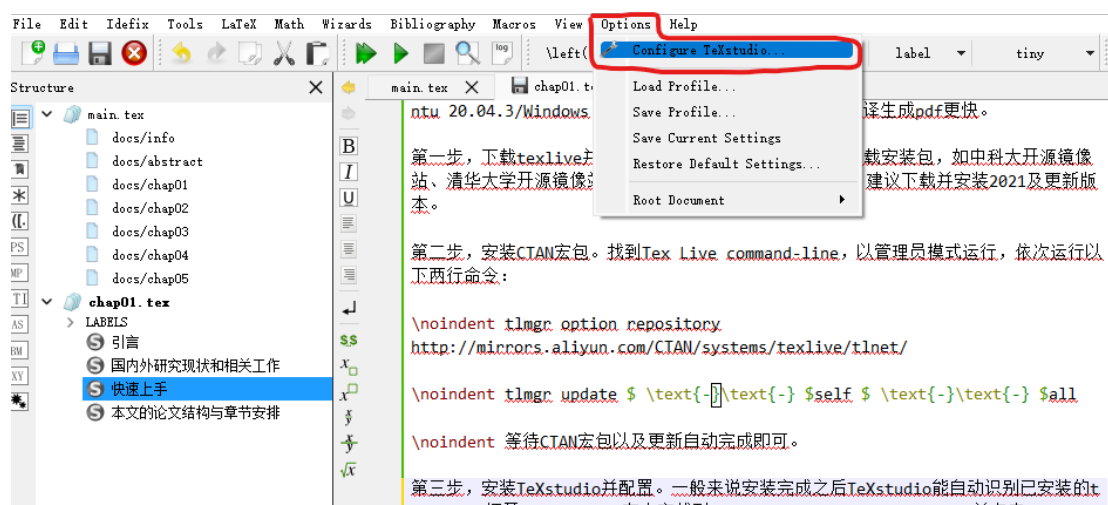 File Edit Idefix Tools LaTeX Math Wizards Bibliography Macros View Options Help
log \left( label tiny
Configure TeXstudio...
Load Profile...
Save Profile...
Save Current Settings
Restore Default Settings...
Root Document
Structure
main.tex
docs/info
docs/abstract
docs/chap01
docs/chap02
docs/chap03
docs/chap04
docs/chap05
chap01.tex
LABELS
引言
国内外研究现状和相关工作
快速上手
本文的论文结构与章节安排
PS
MP
TI
AS
BM
XY
B
I
U
$$
main.tex chap01.t
ntu 20.04.3/Windows 译生成pdf更快。
第一步，下载texlive并 载安装包，如中科大开源镜像
站、清华大学开源镜像站 建议下载并安装2021及更新版
本。
第二步，安装CTAN宏包。找到Tex Live command-line，以管理员模式运行，依次运行以
下两行命令：
\noindent tlmgr option repository
http://mirrors.aliyun.com/CTAN/systems/texlive/tlnet/
\noindent tlmgr update $ \text{-}\text{-} $self $ \text{-}\text{-} $all
\noindent 等待CTAN宏包以及更新自动完成即可。
第三步，安装TeXstudio并配置。一般来说安装完成之后TeXstudio能自动识别已安装的t